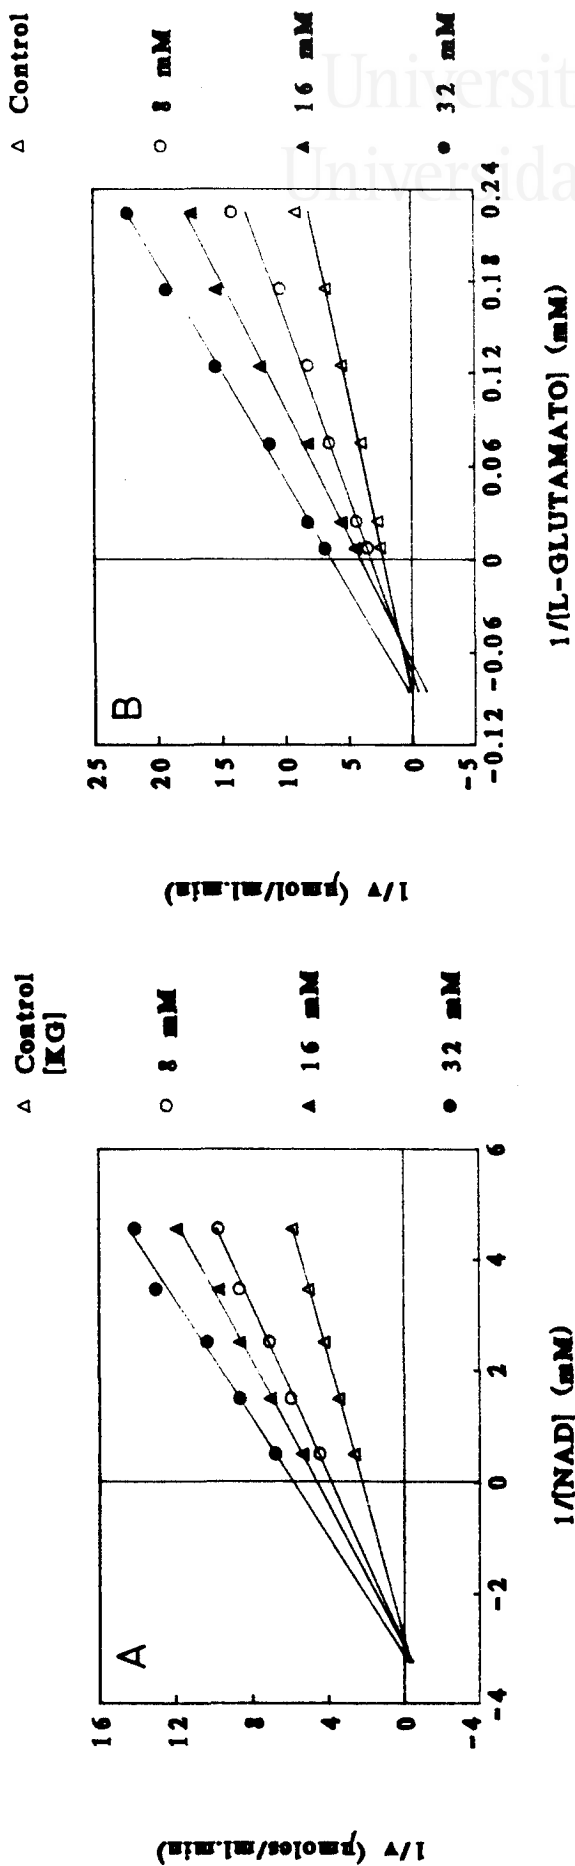 A
1/v (µmoles/ml.min)
16
12
8
4
0
-4
-4
-2
0
2
4
6
1/[NAD] (mM)
△ Control
[KG]
○ 8 mM
▲ 16 mM
● 32 mM
B
1/v (µmol/ml.min)
25
20
15
10
5
0
-5
-0.12
-0.06
0
0.06
0.12
0.18
0.24
1/[L-GLUTAMATO] (mM)
△ Control
○ 8 mM
▲ 16 mM
● 32 mM
Universit
Universida